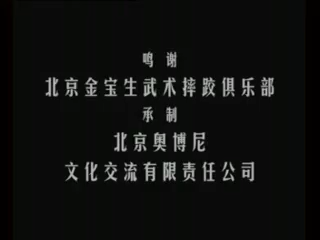 鸣谢
北京金宝生武术摔跤俱乐部
承制
北京奥博尼
文化交流有限责任公司